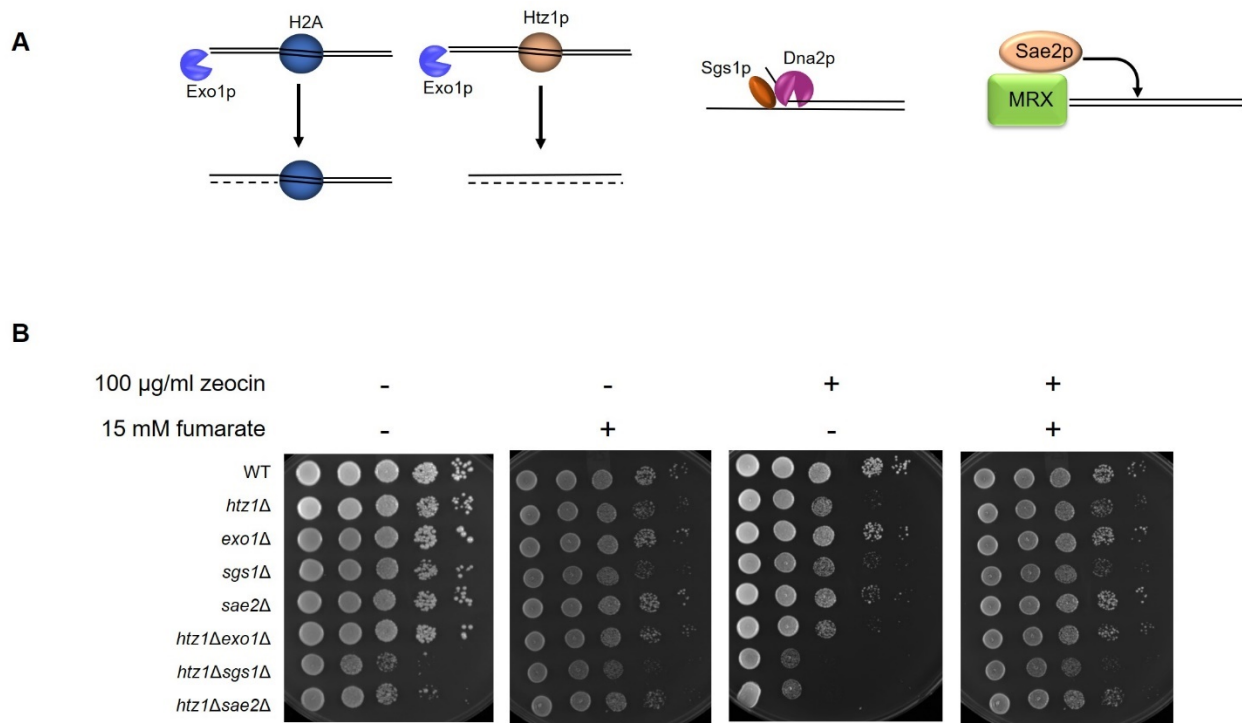 A
H2A
Exo1p
Htz1p
Exo1p
Sgs1p
Dna2p
Sae2p
MRX
B
100 µg/ml zeocin - - + +
15 mM fumarate - + - +
WT
htz1Δ
exo1Δ
sgs1Δ
sae2Δ
htz1Δexo1Δ
htz1Δsgs1Δ
htz1Δsae2Δ